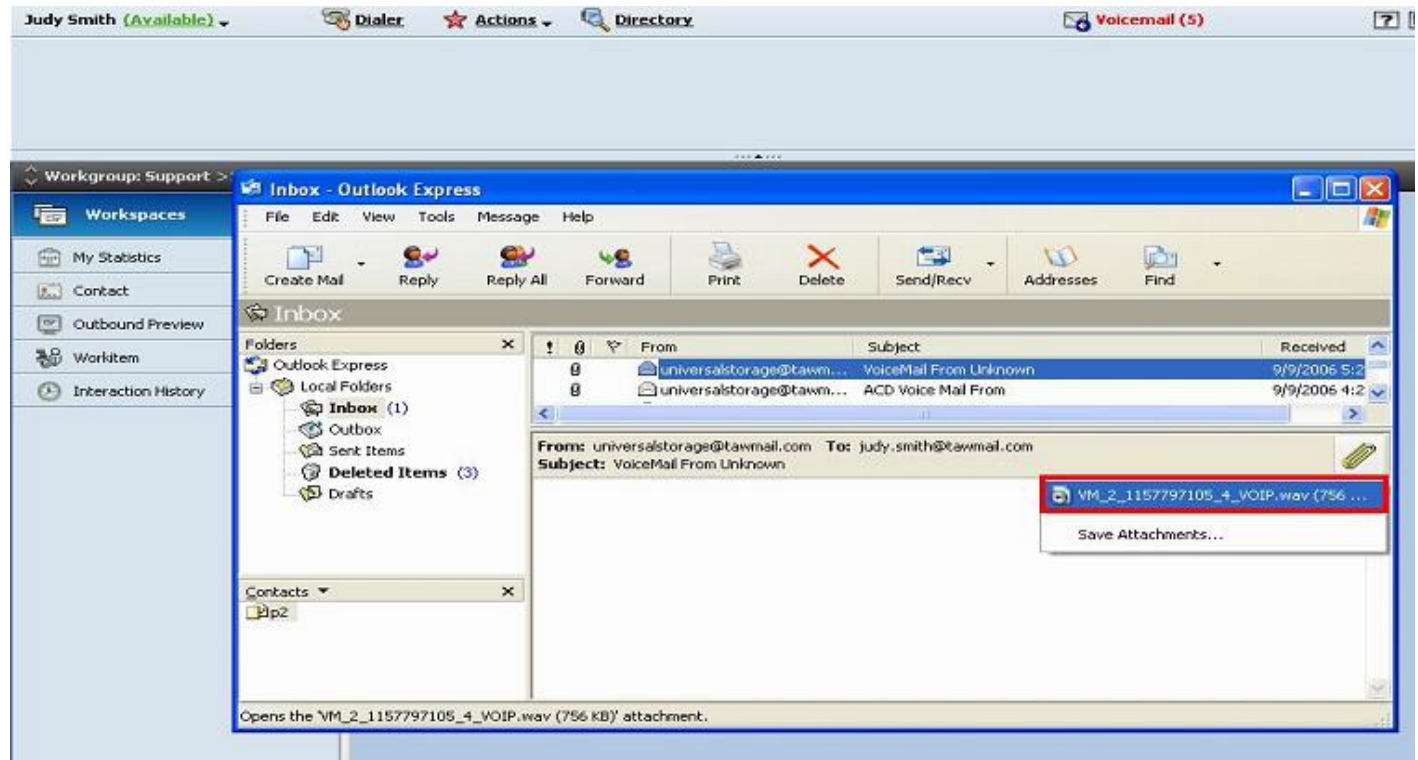 Judy Smith (Available) Dialer Actions Directory Voicemail (5) ?
Workgroup: Support >
Workspaces
My Statistics
Contact
Outbound Preview
Workitem
Interaction History
Inbox - Outlook Express
File Edit View Tools Message Help
Create Mail Reply Reply All Forward Print Delete Send/Recv Addresses Find
Inbox
Folders
Outlook Express
Local Folders
Inbox (1)
Outbox
Sent Items
Deleted Items (3)
Drafts
Contacts
lp2
! From Subject Received
universalstorage@tawm... VoiceMail From Unknown 9/9/2006 5:2
universalstorage@tawm... ACD Voice Mail From 9/9/2006 4:2
From: universalstorage@tawmail.com To: judy.smith@tawmail.com
Subject: VoiceMail From Unknown
VM_2_1157797105_4_VOIP.wav (756 ...
Save Attachments...
Opens the 'VM_2_1157797105_4_VOIP.wav (756 KB)' attachment.